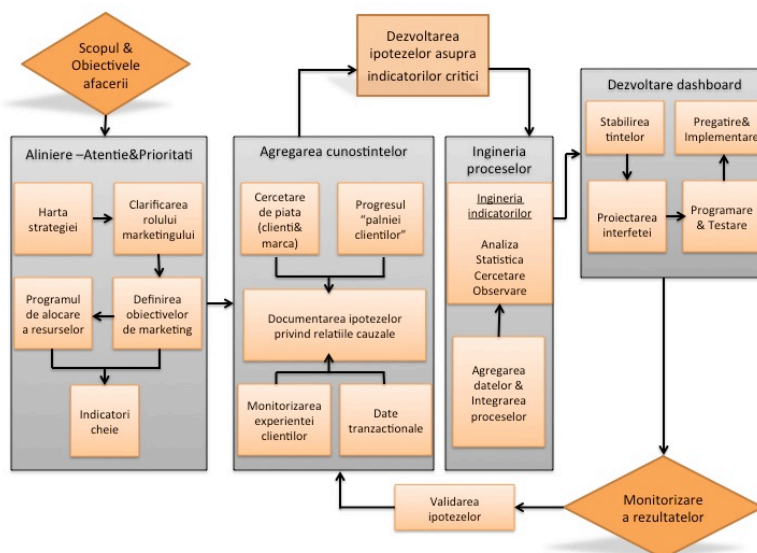 Scopul &
Obiectivele
afacerii
Aliniere –Atentie&Prioritati
Harta
strategiei
Clarificarea
rolului
marketingului
Programul
de alocare
a resurselor
Definirea
obiectivelor
de marketing
Indicatori
cheie
Dezvoltarea
ipotezelor asupra
indicatorilor critici
Agregarea cunostintelor
Cercetare
de piata
(clienti&
marca)
Progresul
“palniei
clientilor”
Documentarea ipotezelor
privind relatiile cauzale
Monitorizarea
experientei
clientilor
Date
tranzactionale
Ingineria
proceselor
Ingineria
indicatorilor
Analiza
Statistica
Cercetare
Observare
Agregarea
datelor &
Integrarea
proceselor
Dezvoltare dashboard
Stabilirea
tintelor
Pregatire&
Implementare
Proiectarea
interfetei
Programare
& Testare
Monitorizare
a rezultatelor
Validarea
ipotezelor